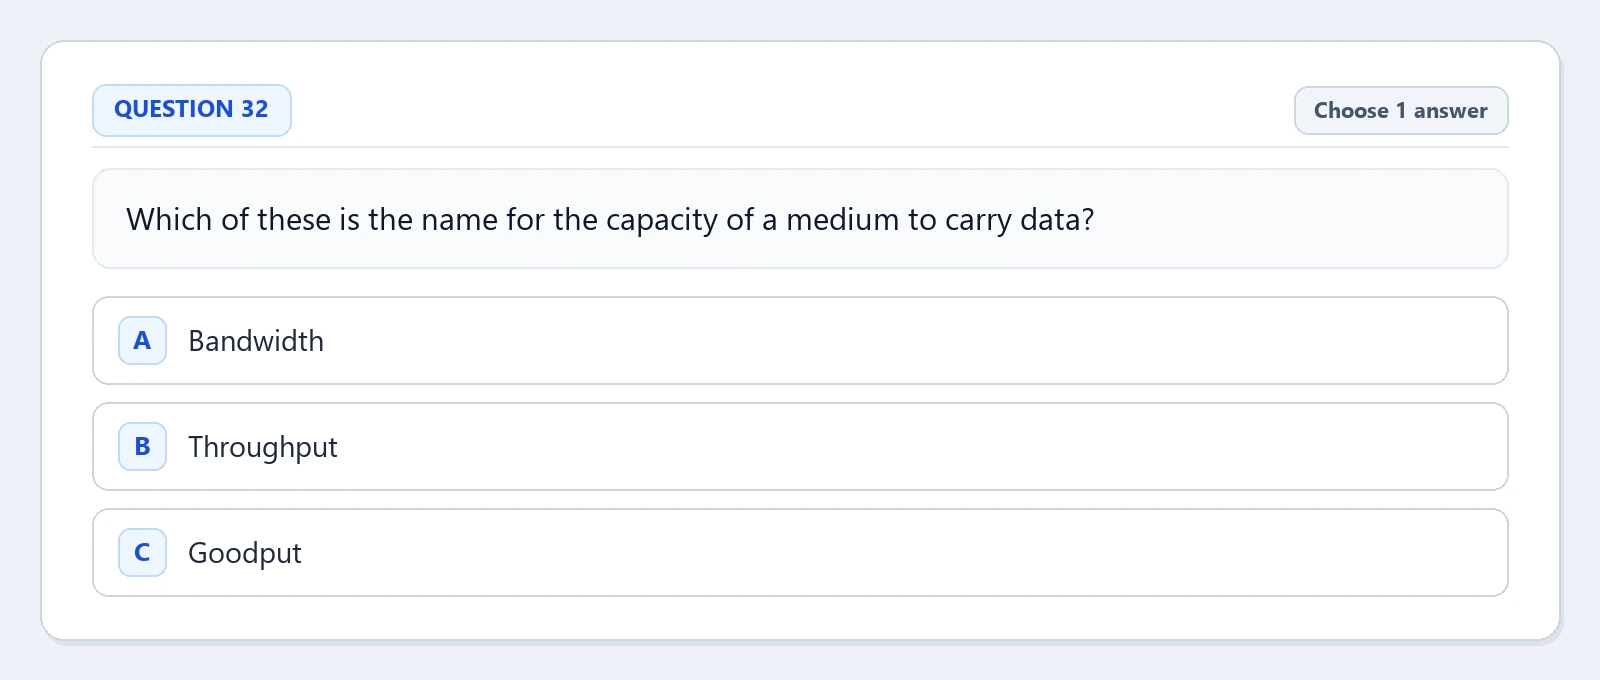 QUESTION 32
Choose 1 answer
Which of these is the name for the capacity of a medium to carry data?
A Bandwidth
B Throughput
C Goodput